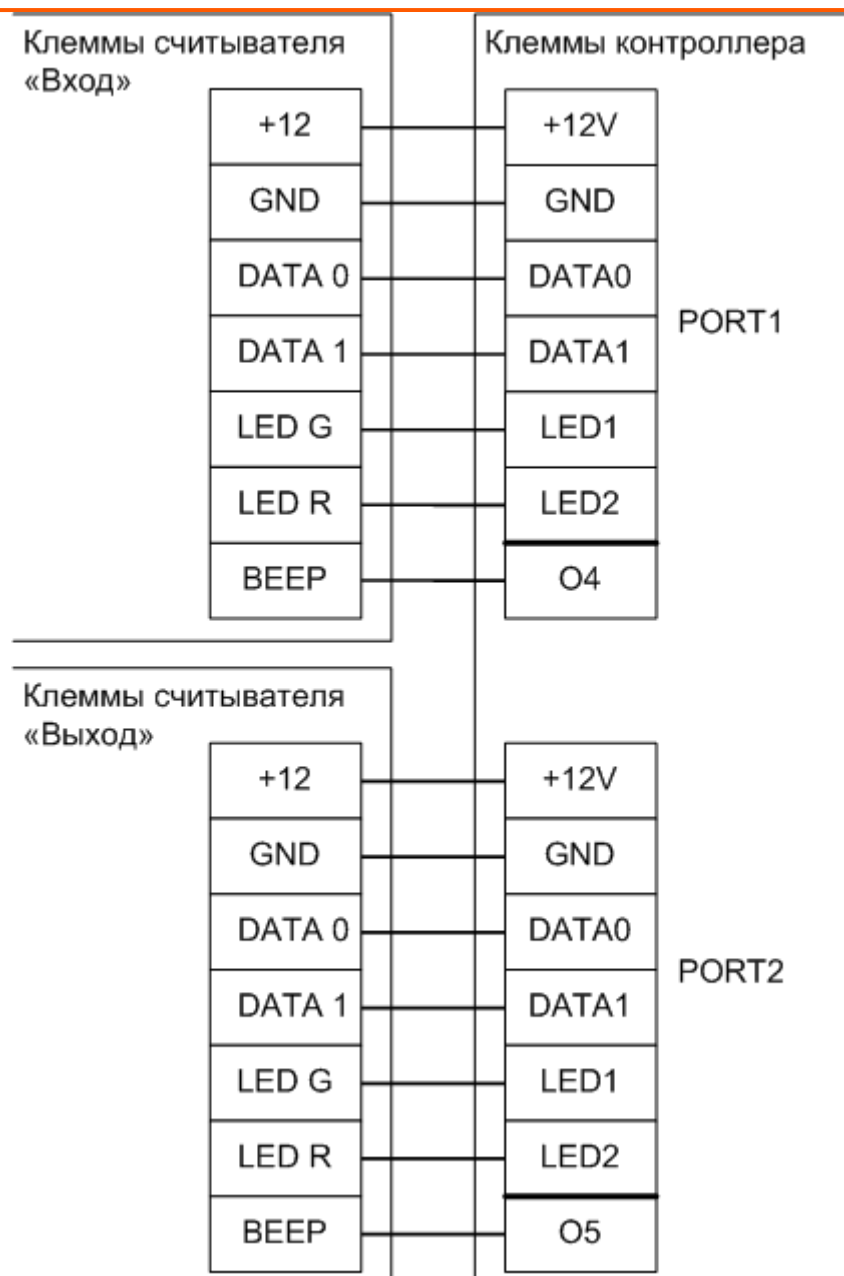 Клеммы считывателя
«Вход»
Клеммы контроллера
+12
+12V
GND
GND
DATA 0
DATA0
DATA 1
DATA1
PORT1
LED G
LED1
LED R
LED2
BEEP
O4
Клеммы считывателя
«Выход»
+12
+12V
GND
GND
DATA 0
DATA0
DATA 1
DATA1
PORT2
LED G
LED1
LED R
LED2
BEEP
O5